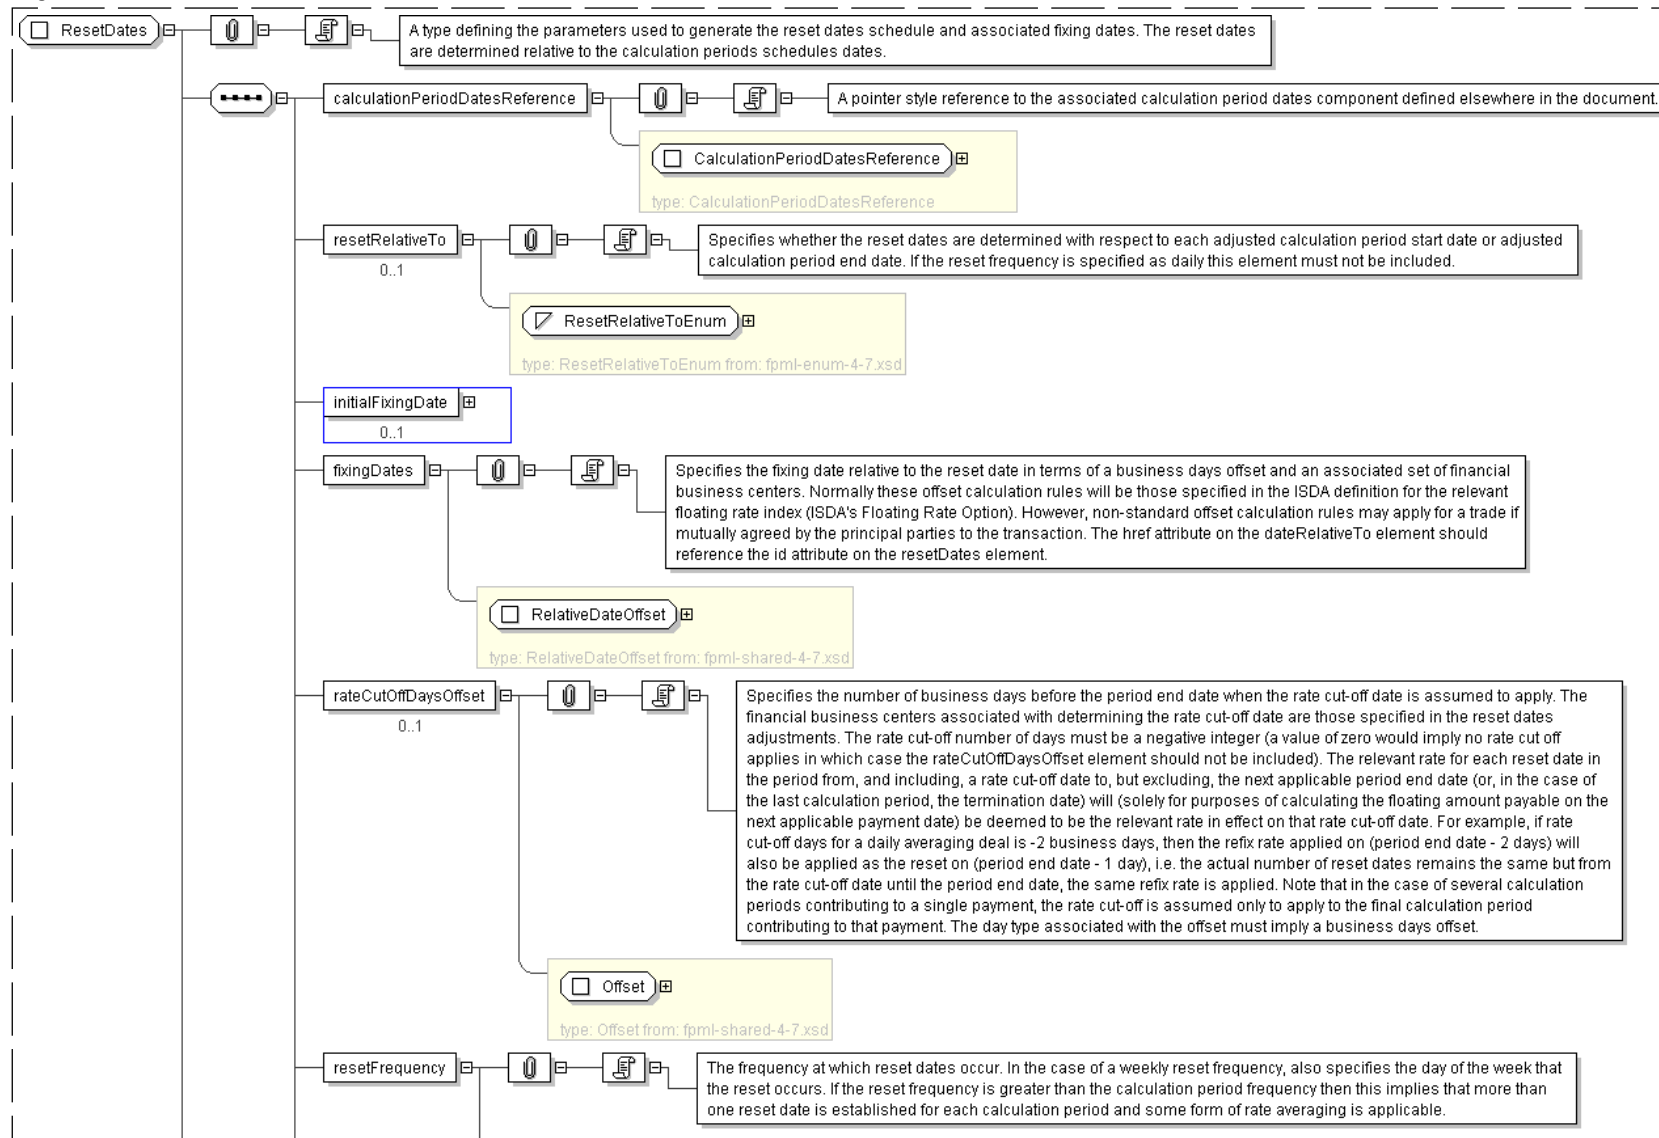 ResetDates
A type defining the parameters used to generate the reset dates schedule and associated fixing dates. The reset dates
are determined relative to the calculation periods schedules dates.
calculationPeriodDatesReference
A pointer style reference to the associated calculation period dates component defined elsewhere in the document.
CalculationPeriodDatesReference
type: CalculationPeriodDatesReference
resetRelativeTo
0..1
Specifies whether the reset dates are determined with respect to each adjusted calculation period start date or adjusted
calculation period end date. If the reset frequency is specified as daily this element must not be included.
ResetRelativeToEnum
type: ResetRelativeToEnum from: fpml-enum-4-7.xsd
initialFixingDate
0..1
fixingDates
Specifies the fixing date relative to the reset date in terms of a business days offset and an associated set of financial
business centers. Normally these offset calculation rules will be those specified in the ISDA definition for the relevant
floating rate index (ISDA's Floating Rate Option). However, non-standard offset calculation rules may apply for a trade if
mutually agreed by the principal parties to the transaction. The href attribute on the dateRelativeTo element should
reference the id attribute on the resetDates element.
RelativeDateOffset
type: RelativeDateOffset from: fpml-shared-4-7.xsd
rateCutOffDaysOffset
0..1
Specifies the number of business days before the period end date when the rate cut-off date is assumed to apply. The
financial business centers associated with determining the rate cut-off date are those specified in the reset dates
adjustments. The rate cut-off number of days must be a negative integer (a value of zero would imply no rate cut off
applies in which case the rateCutOffDaysOffset element should not be included). The relevant rate for each reset date in
the period from, and including, a rate cut-off date to, but excluding, the next applicable period end date (or, in the case of
the last calculation period, the termination date) will (solely for purposes of calculating the floating amount payable on the
next applicable payment date) be deemed to be the relevant rate in effect on that rate cut-off date. For example, if rate
cut-off days for a daily averaging deal is -2 business days, then the refix rate applied on (period end date - 2 days) will
also be applied as the reset on (period end date - 1 day), i.e. the actual number of reset dates remains the same but from
the rate cut-off date until the period end date, the same refix rate is applied. Note that in the case of several calculation
periods contributing to a single payment, the rate cut-off is assumed only to apply to the final calculation period
contributing to that payment. The day type associated with the offset must imply a business days offset.
Offset
type: Offset from: fpml-shared-4-7.xsd
resetFrequency
The frequency at which reset dates occur. In the case of a weekly reset frequency, also specifies the day of the week that
the reset occurs. If the reset frequency is greater than the calculation period frequency then this implies that more than
one reset date is established for each calculation period and some form of rate averaging is applicable.